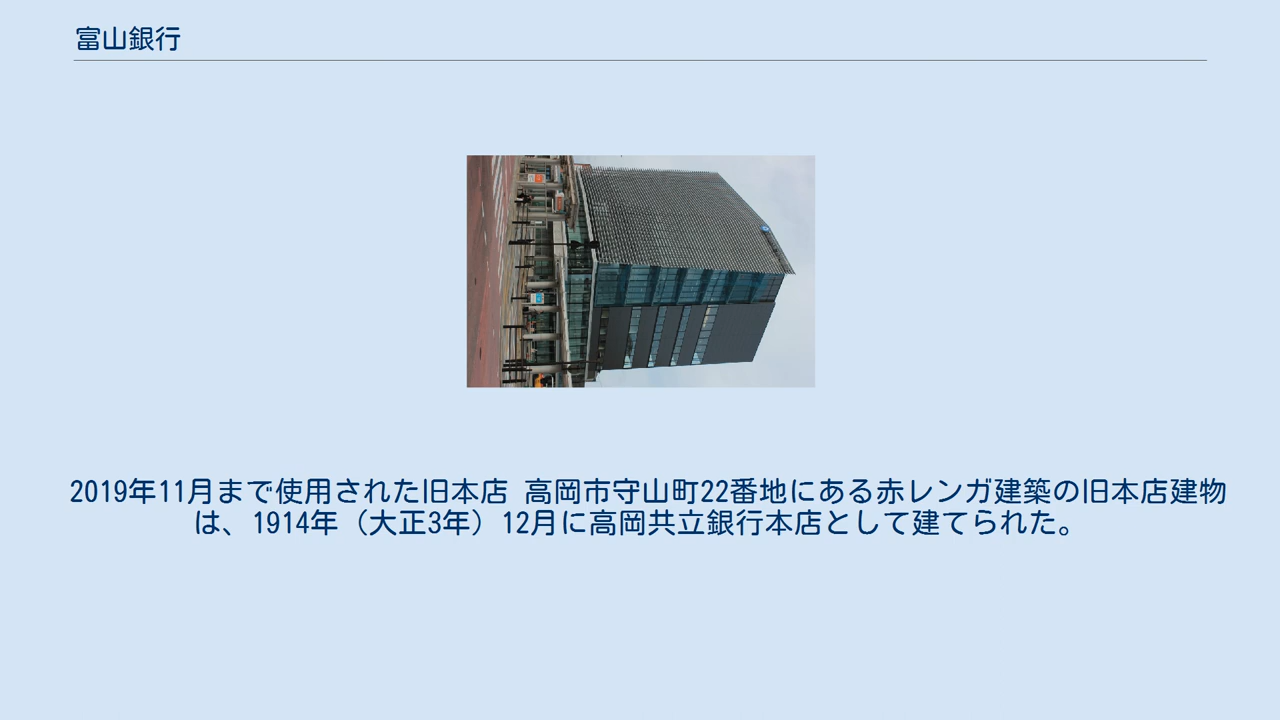 富山銀行
2019年11月まで使用された旧本店 高岡市守山町22番地にある赤レンガ建築の旧本店建物
は、1914年（大正3年）12月に高岡共立銀行本店として建てられた。